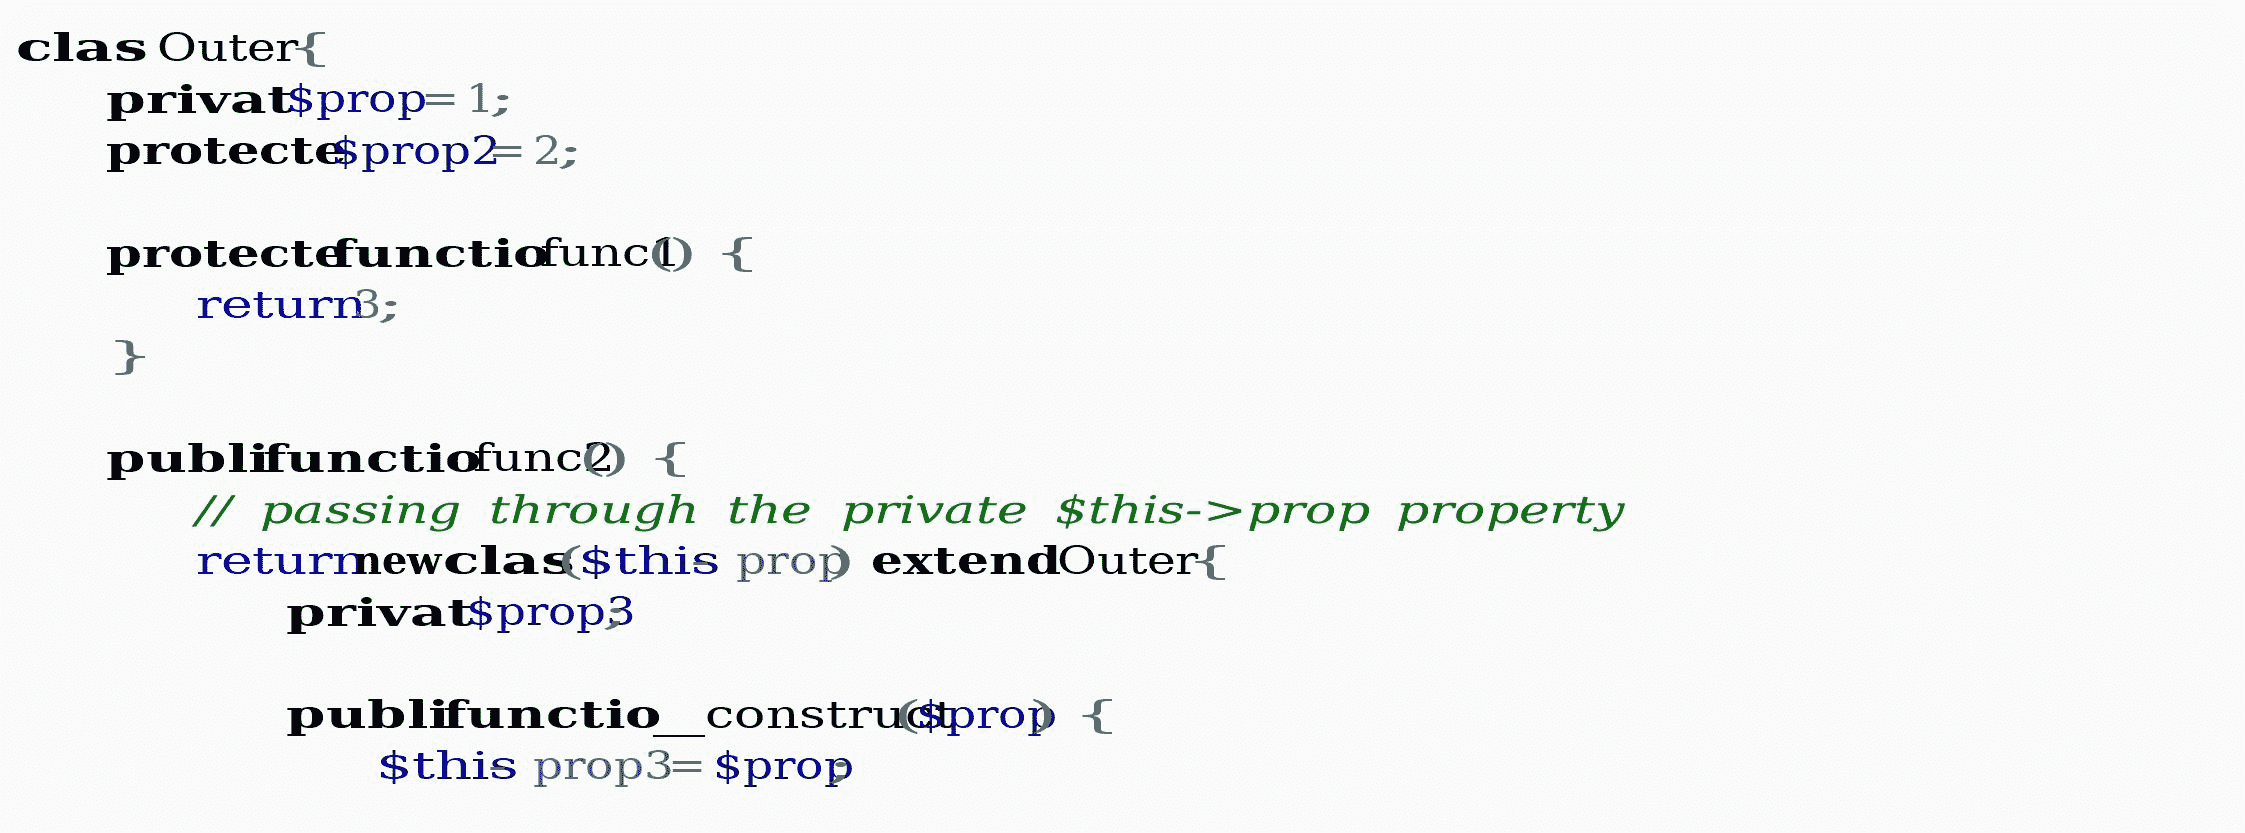 clas Outer{
privat$prop= 1;
protecte$prop2= 2;
protectefunctiofunc1() {
return3;
}
publifunctiofunc2() {
// passing through the private $this->prop property
returnnewclas($this- prop) extendOuter{
privat$prop3;
publifunctio__construct($prop) {
$this- prop3= $prop;